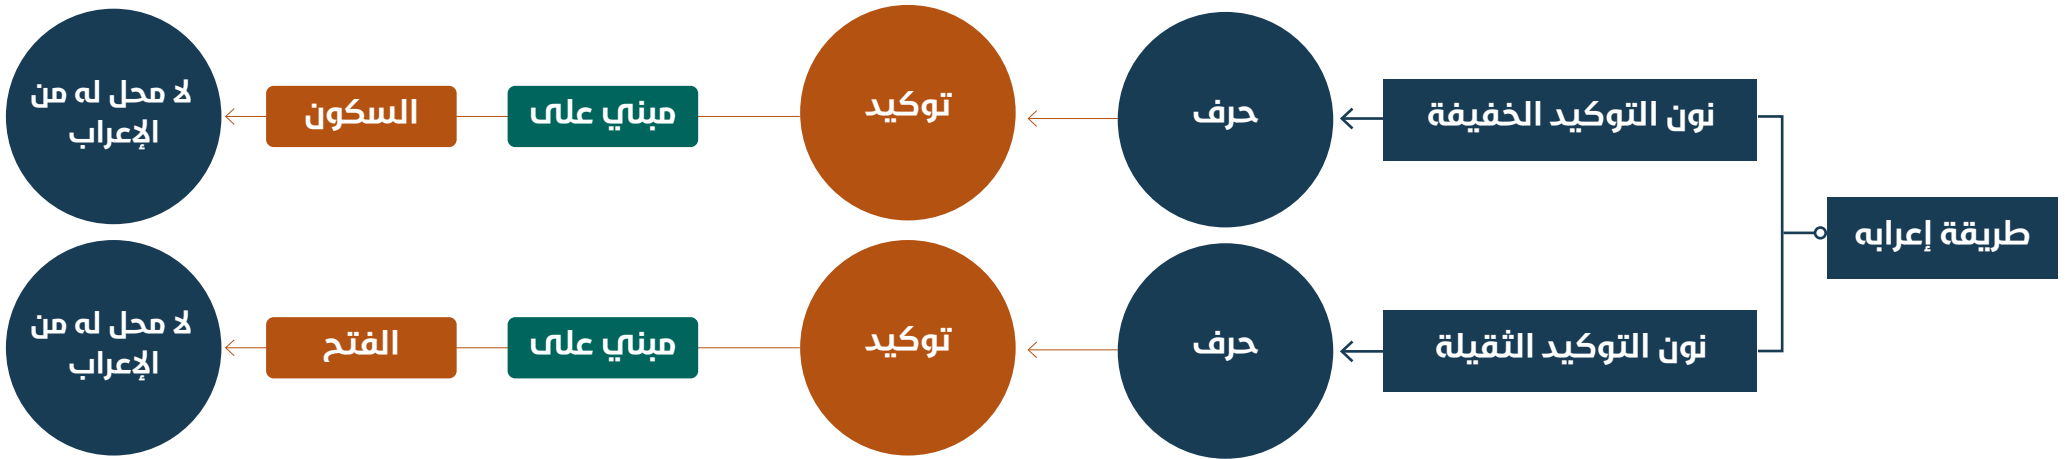 طريقة إعرابه
نون التوكيد الخفيفة
حرف
توكيد
مبني على
السكون
لا محل له من
الإعراب
نون التوكيد الثقيلة
حرف
توكيد
مبني على
الفتح
لا محل له من
الإعراب